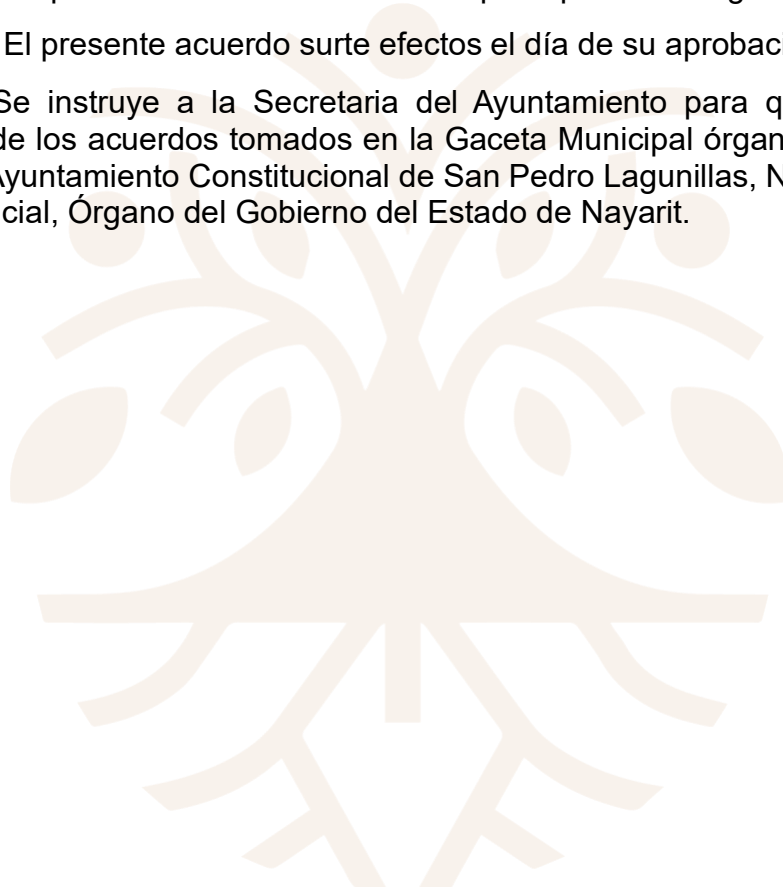 El presente acuerdo surte efectos el día de su aprobac
Se instruye a la Secretaria del Ayuntamiento para q
de los acuerdos tomados en la Gaceta Municipal órgan
Ayuntamiento Constitucional de San Pedro Lagunillas, N
cial, Órgano del Gobierno del Estado de Nayarit.